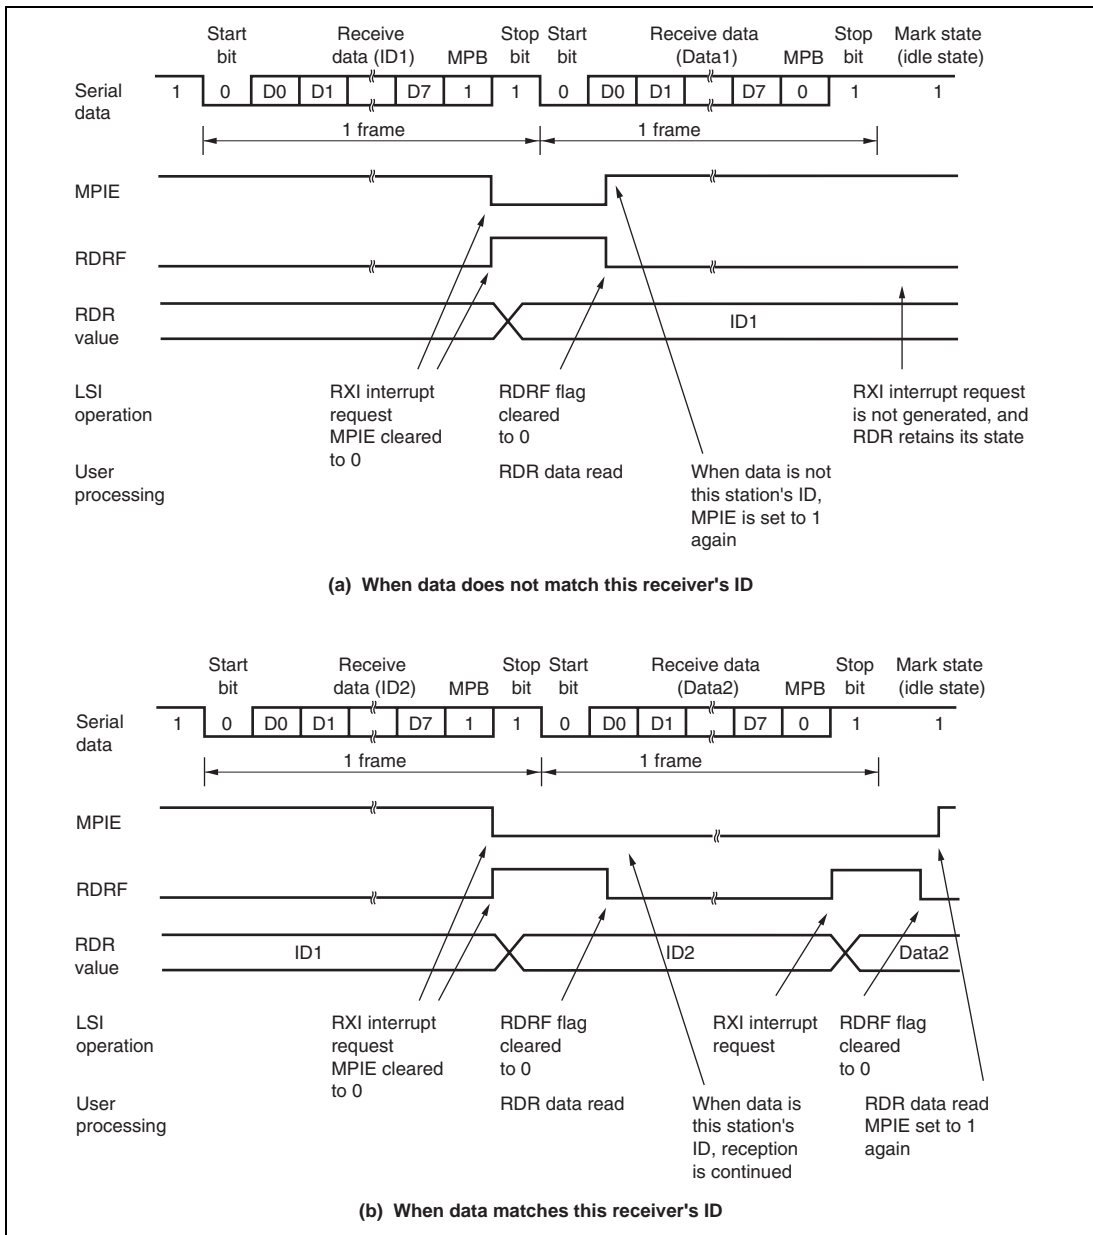 Start bit
Receive data (ID1)
MPB
Stop bit
Start bit
Receive data (Data1)
MPB
Stop bit
Mark state (idle state)
Serial data
1 0 D0 D1 D7 1 1 0 D0 D1 D7 0 1 1
1 frame
1 frame
MPIE
RDRF
RDR value
ID1
LSI operation
RXI interrupt request
MPIE cleared to 0
RDRF flag cleared to 0
RXI interrupt request is not generated, and RDR retains its state
User processing
RDR data read
When data is not this station's ID, MPIE is set to 1 again
(a) When data does not match this receiver's ID
Start bit
Receive data (ID2)
MPB
Stop bit
Start bit
Receive data (Data2)
MPB
Stop bit
Mark state (idle state)
Serial data
1 0 D0 D1 D7 1 1 0 D0 D1 D7 0 1 1
1 frame
1 frame
MPIE
RDRF
RDR value
ID1
ID2
Data2
LSI operation
RXI interrupt request
MPIE cleared to 0
RDRF flag cleared to 0
RXI interrupt request
RDRF flag cleared to 0
User processing
RDR data read
When data is this station's ID, reception is continued
RDR data read
MPIE set to 1 again
(b) When data matches this receiver's ID